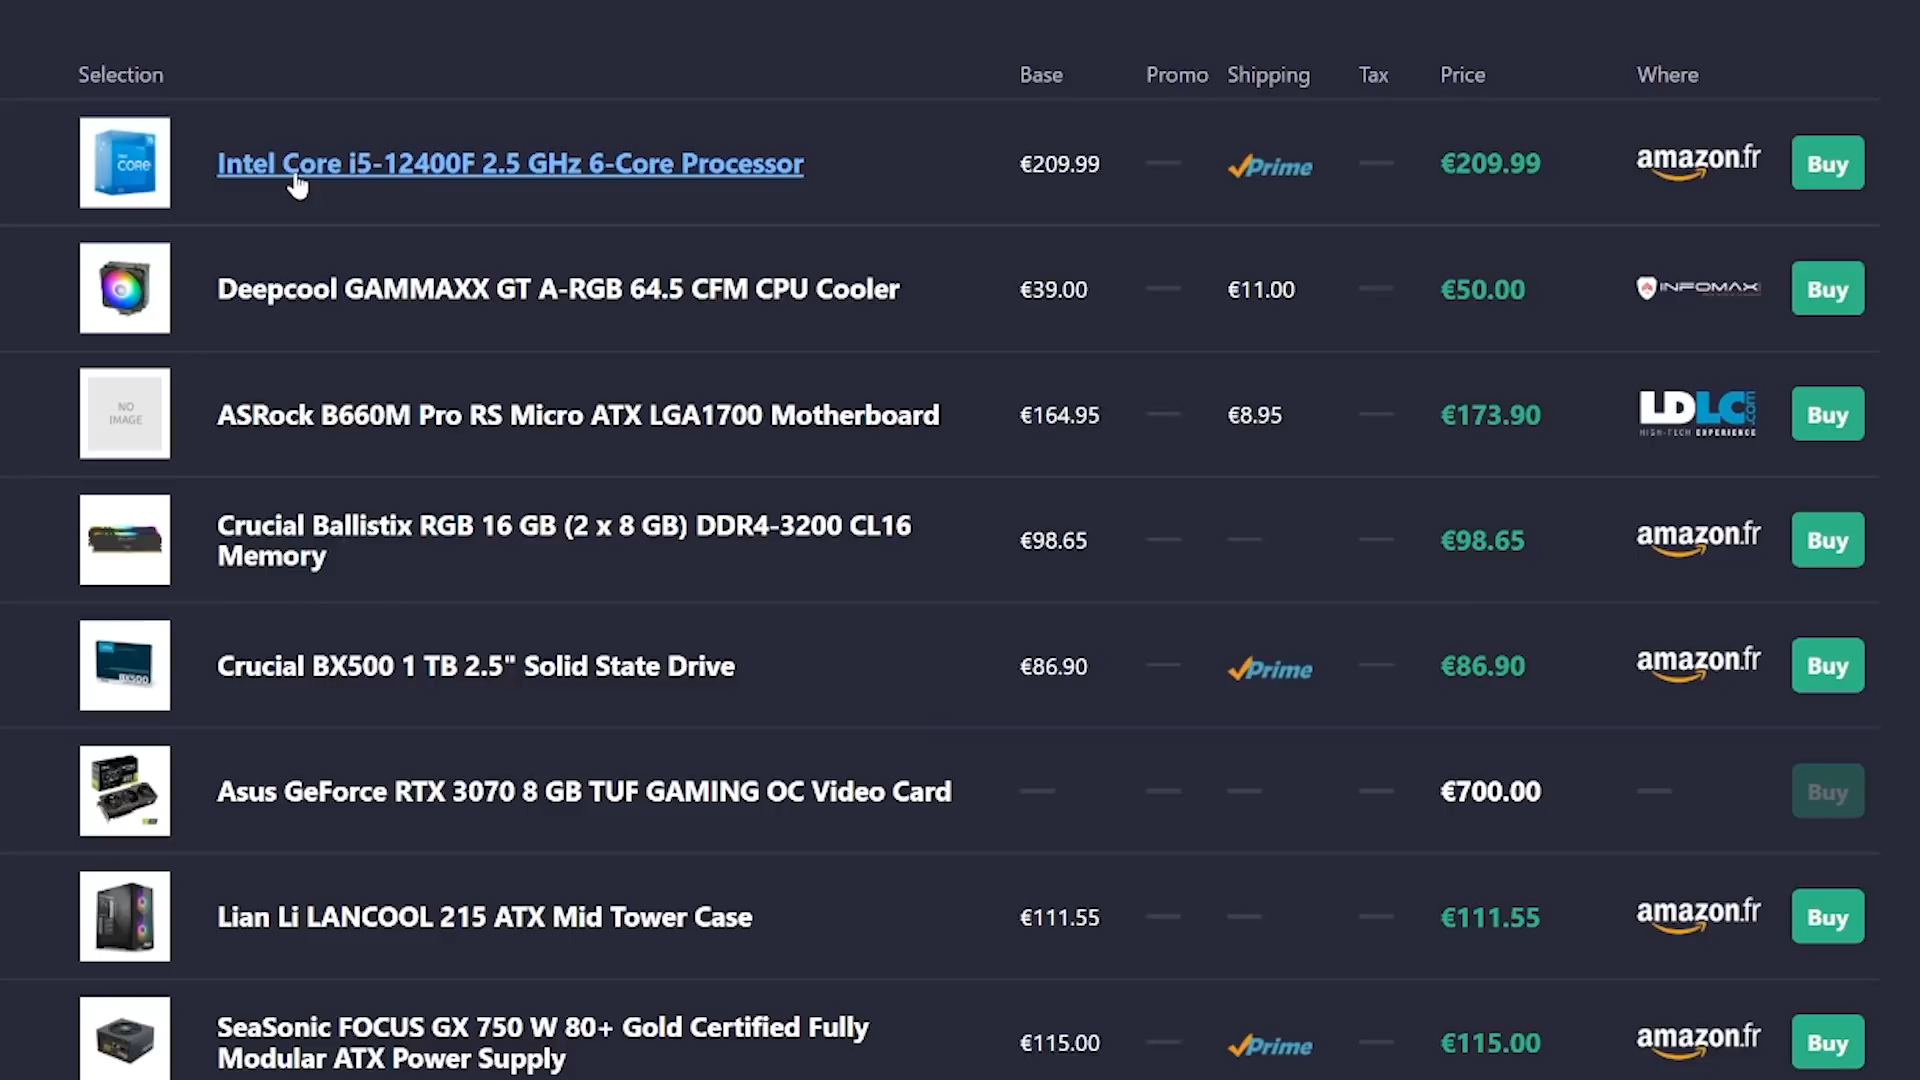 Selection Base Promo Shipping Tax Price Where
CORE
Intel Core i5-12400F 2.5 GHz 6-Core Processor €209.99 — Prime — €209.99 amazon.fr Buy
Deepcool GAMMAXX GT A-RGB 64.5 CFM CPU Cooler €39.00 — €11.00 — €50.00 INFOMAX Buy
NO
IMAGE
ASRock B660M Pro RS Micro ATX LGA1700 Motherboard €164.95 — €8.95 — €173.90 LDLC.com Buy
HIGH-TECH EXPERIENCE
Crucial Ballistix RGB 16 GB (2 x 8 GB) DDR4-3200 CL16
Memory
€98.65 — — — €98.65 amazon.fr Buy
BX500
Crucial BX500 1 TB 2.5" Solid State Drive €86.90 — Prime — €86.90 amazon.fr Buy
Asus GeForce RTX 3070 8 GB TUF GAMING OC Video Card — — — — €700.00 — Buy
Lian Li LANCOOL 215 ATX Mid Tower Case €111.55 — — — €111.55 amazon.fr Buy
SeaSonic FOCUS GX 750 W 80+ Gold Certified Fully
Modular ATX Power Supply
€115.00 — Prime — €115.00 amazon.fr Buy